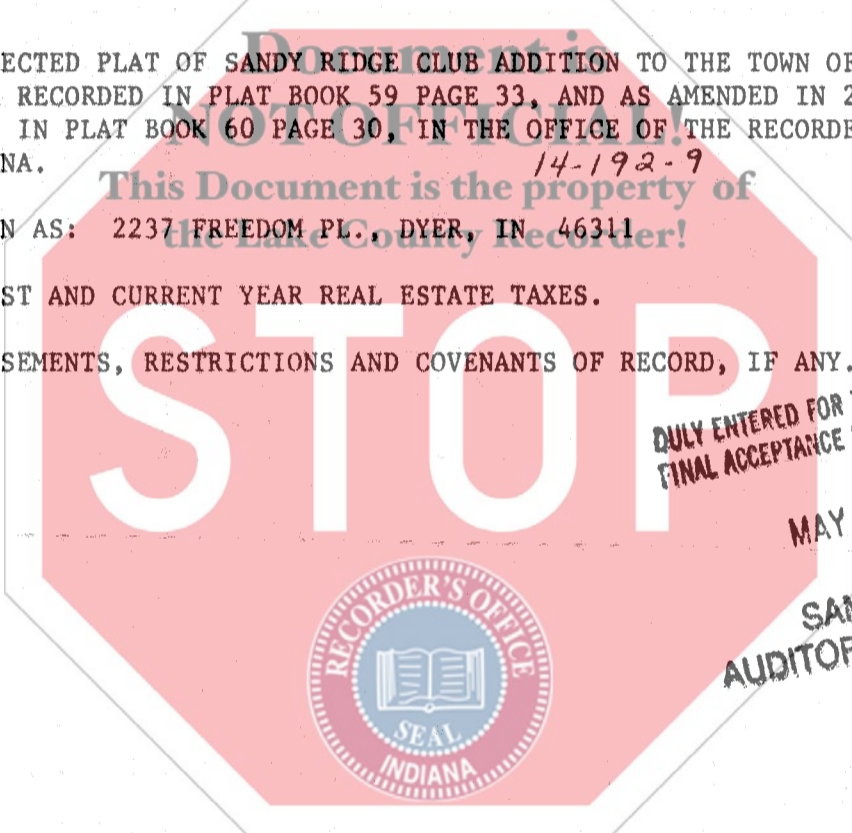 Document is
ECTED PLAT OF SANDY RIDGE CLUB ADDITION TO THE TOWN OF
RECORDED IN PLAT BOOK 59 PAGE 33, AND AS AMENDED IN 2
NOT OFFICIAL!
IN PLAT BOOK 60 PAGE 30, IN THE OFFICE OF THE RECORDE
NA.
14-192-9
This Document is the property of
N AS: 2237 FREEDOM PL., DYER, IN 46311
the Lake County Recorder!
ST AND CURRENT YEAR REAL ESTATE TAXES.
SEMENTS, RESTRICTIONS AND COVENANTS OF RECORD, IF ANY.
STOP
DULY ENTERED FOR
FINAL ACCEPTANCE
MAY
SAN
AUDITOR
RECORDER'S OFFICE
SEAL
INDIANA